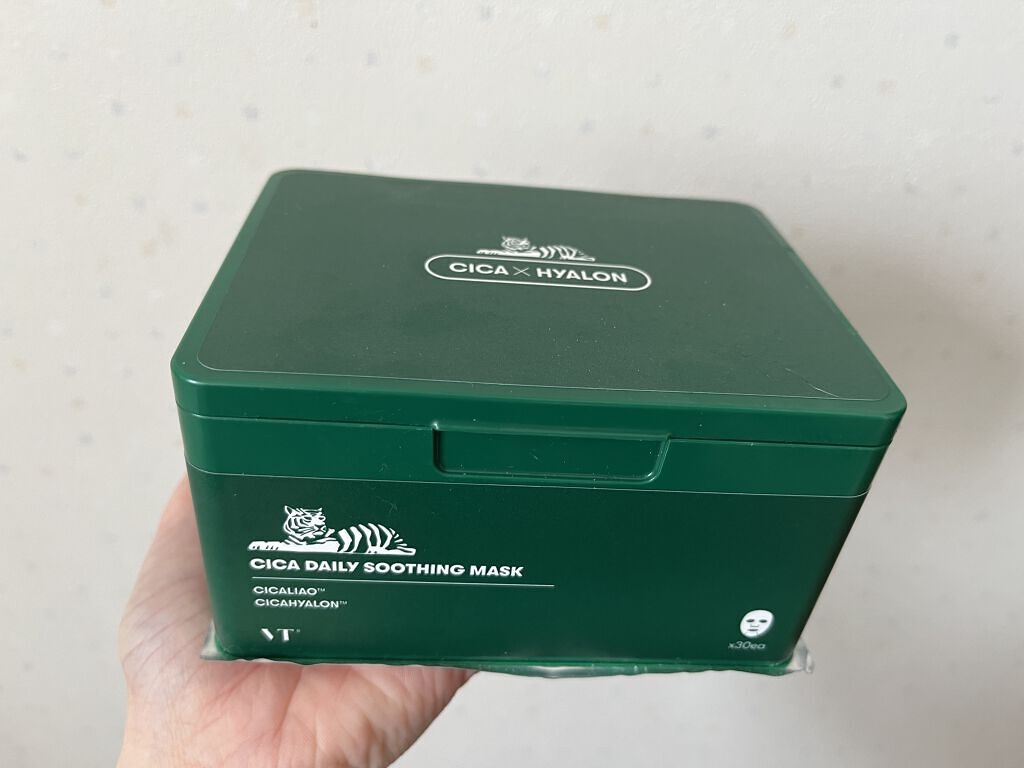 CICA × HYALON
CICA DAILY SOOTHING MASK
CICALIAO™
CICAHYALON™
VT®
x30ea